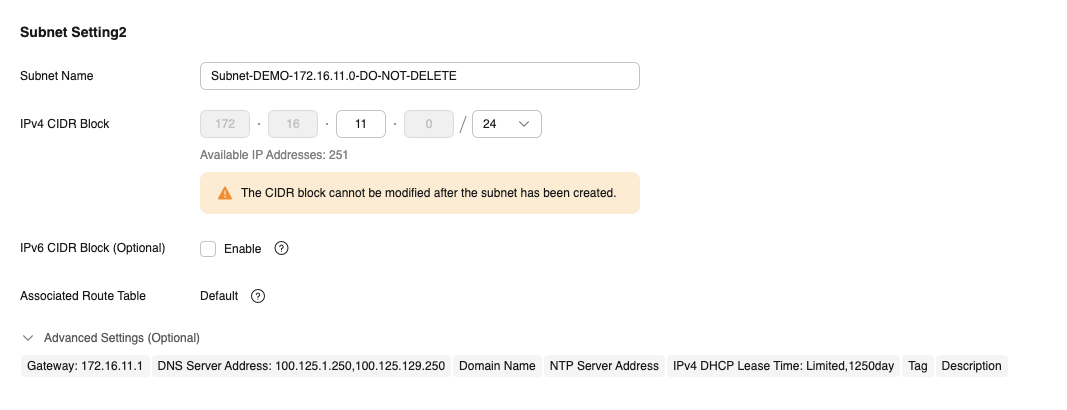 Subnet Setting2
Subnet Name Subnet-DEMO-172.16.11.0-DO-NOT-DELETE
IPv4 CIDR Block 172 · 16 · 11 · 0 / 24
Available IP Addresses: 251
The CIDR block cannot be modified after the subnet has been created.
IPv6 CIDR Block (Optional) Enable ?
Associated Route Table Default ?
Advanced Settings (Optional)
Gateway: 172.16.11.1 DNS Server Address: 100.125.1.250,100.125.129.250 Domain Name NTP Server Address IPv4 DHCP Lease Time: Limited,1250day Tag Description